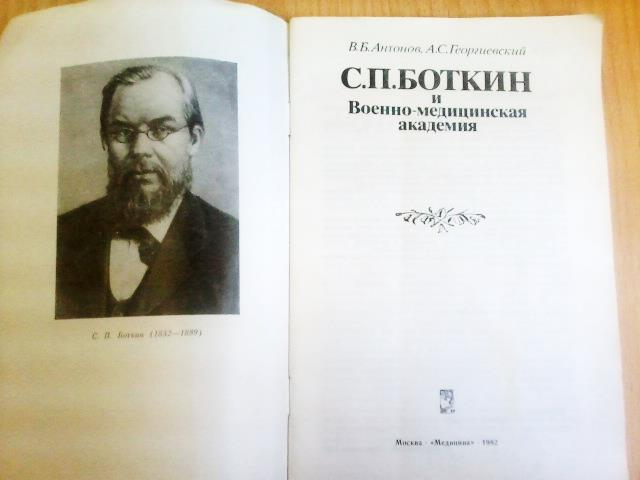 С. П. Боткин (1832—1889)
В.Б.Антонов, А.С.Георгиевский
С.П.БОТКИН
и
Военно-медицинская
академия
Москва · «Медицина» · 1982